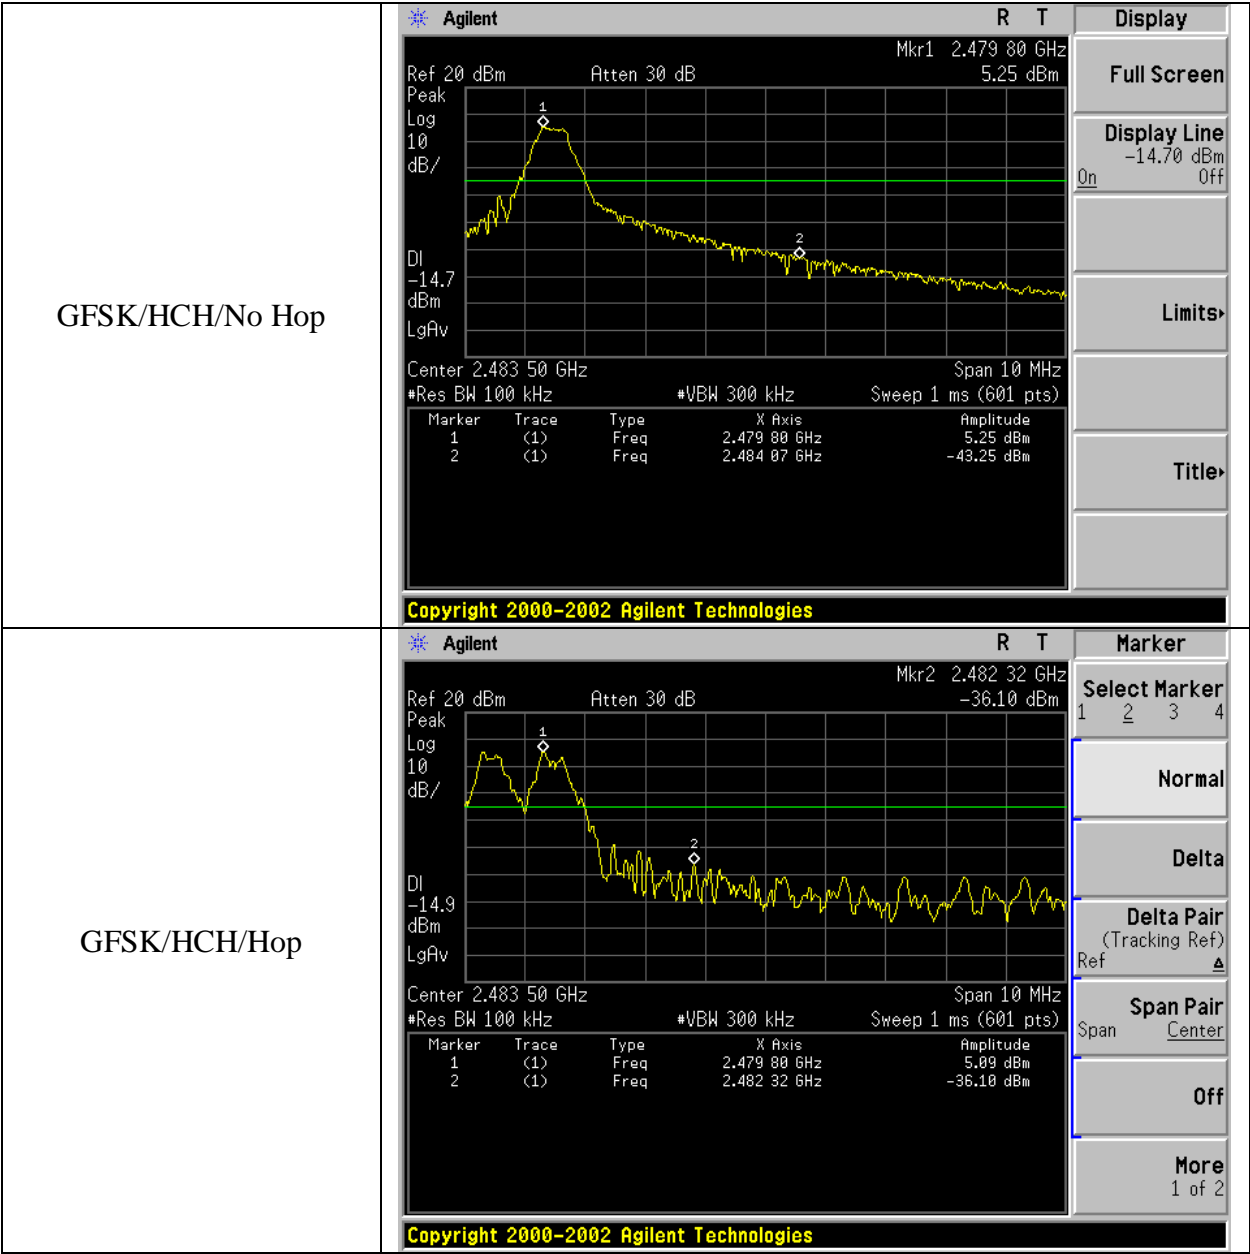 GFSK/HCH/No Hop
Agilent R T
Mkr1 2.479 80 GHz
Ref 20 dBm Atten 30 dB 5.25 dBm
Peak
Log
10
dB/
1
2
DI
-14.7
dBm
LgAv
Center 2.483 50 GHz Span 10 MHz
#Res BW 100 kHz #VBW 300 kHz Sweep 1 ms (601 pts)
Marker Trace Type X Axis Amplitude
1 (1) Freq 2.479 80 GHz 5.25 dBm
2 (1) Freq 2.484 07 GHz -43.25 dBm
Copyright 2000-2002 Agilent Technologies
Display
Full Screen
Display Line
-14.70 dBm
On Off
Limits
Title
GFSK/HCH/Hop
Agilent R T
Mkr2 2.482 32 GHz
Ref 20 dBm Atten 30 dB -36.10 dBm
Peak
Log
10
dB/
1
2
DI
-14.9
dBm
LgAv
Center 2.483 50 GHz Span 10 MHz
#Res BW 100 kHz #VBW 300 kHz Sweep 1 ms (601 pts)
Marker Trace Type X Axis Amplitude
1 (1) Freq 2.479 80 GHz 5.09 dBm
2 (1) Freq 2.482 32 GHz -36.10 dBm
Copyright 2000-2002 Agilent Technologies
Marker
Select Marker
1 2 3 4
Normal
Delta
Delta Pair
(Tracking Ref)
Ref Δ
Span Pair
Span Center
Off
More
1 of 2